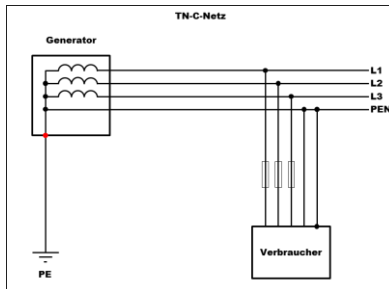 TN-C-Netz
Generator
L1
L2
L3
PEN
Verbraucher
PE